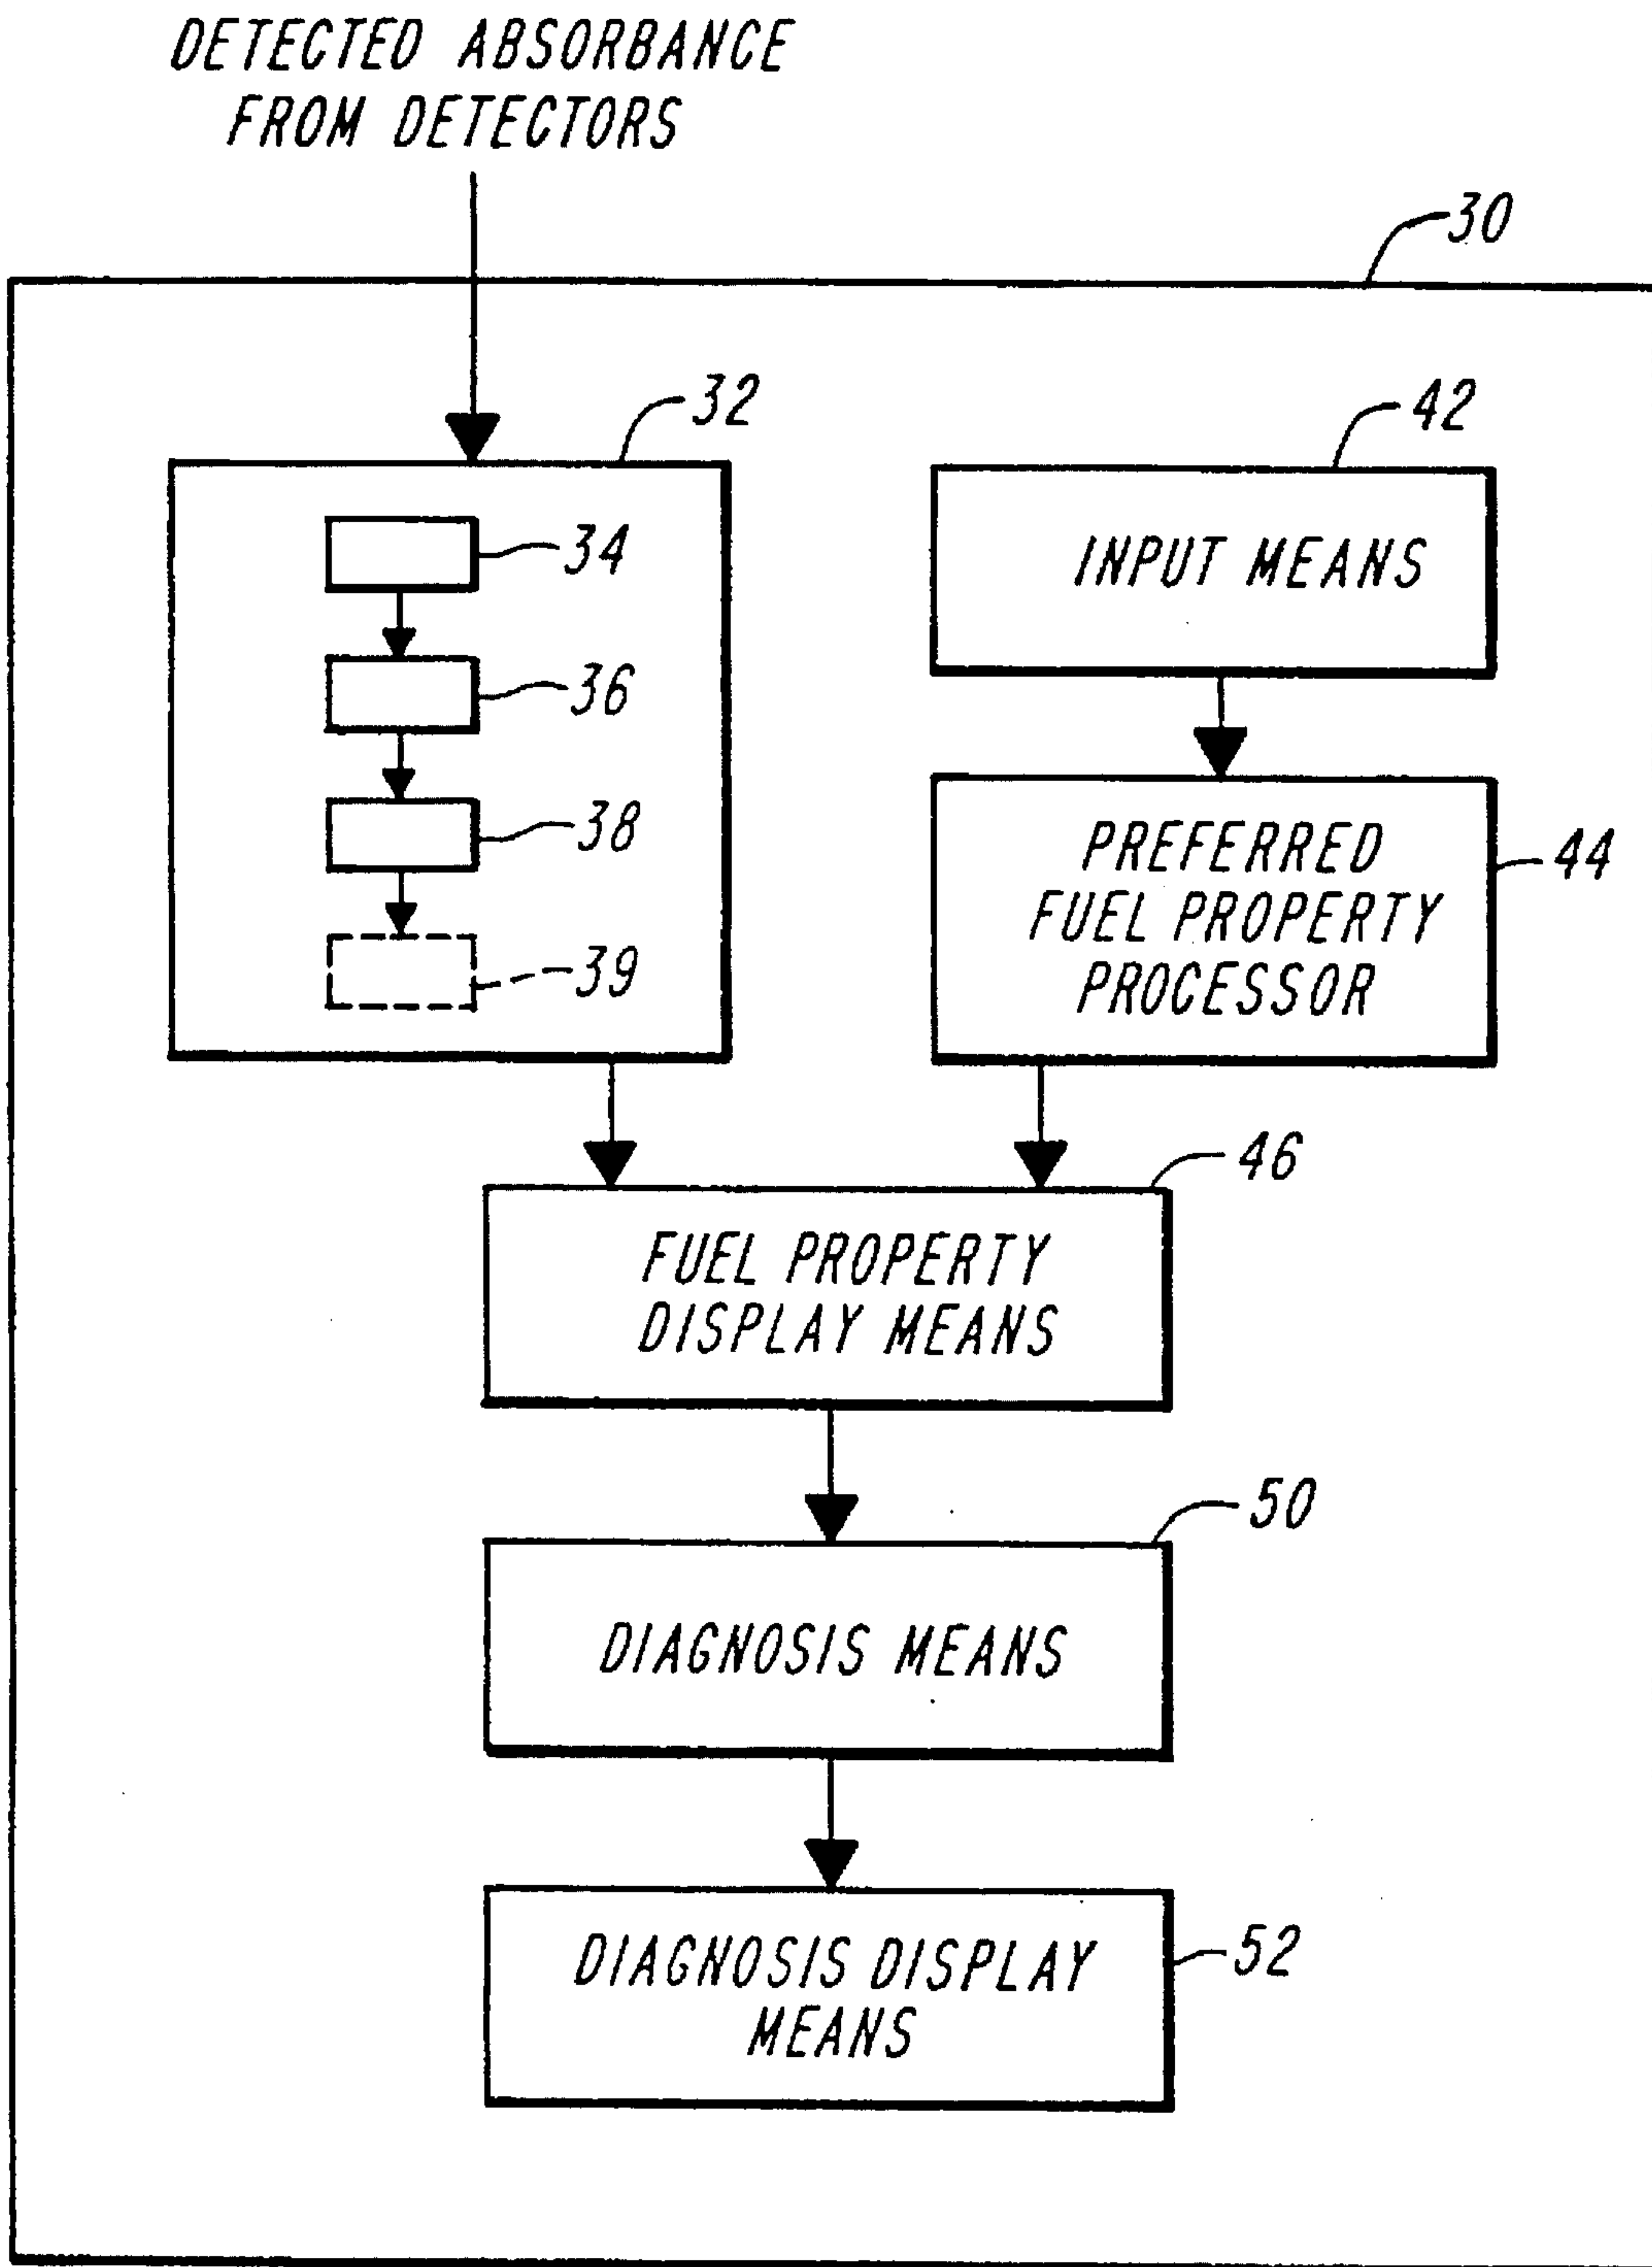 DETECTED ABSORBANCE
FROM DETECTORS
30
32
42
34
INPUT MEANS
36
38
PREFERRED
FUEL PROPERTY
PROCESSOR
44
39
46
FUEL PROPERTY
DISPLAY MEANS
50
DIAGNOSIS MEANS
DIAGNOSIS DISPLAY
MEANS
52